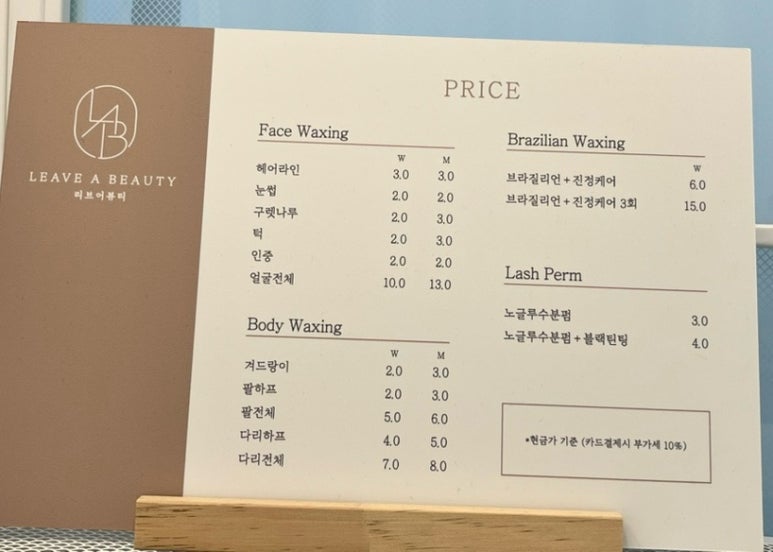 LAB
LEAVE A BEAUTY
리브어뷰티
PRICE
Face Waxing
W M
헤어라인 3.0 3.0
눈썹 2.0 2.0
구렛나루 2.0 3.0
턱 2.0 3.0
인중 2.0 2.0
얼굴전체 10.0 13.0
Body Waxing
W M
겨드랑이 2.0 3.0
팔하프 2.0 3.0
팔전체 5.0 6.0
다리하프 4.0 5.0
다리전체 7.0 8.0
Brazilian Waxing
W
브라질리언 + 진정케어 6.0
브라질리언 + 진정케어 3회 15.0
Lash Perm
노글루수분펌 3.0
노글루수분펌 + 블랙틴팅 4.0
*현금가 기준 (카드결제시 부가세 10%)